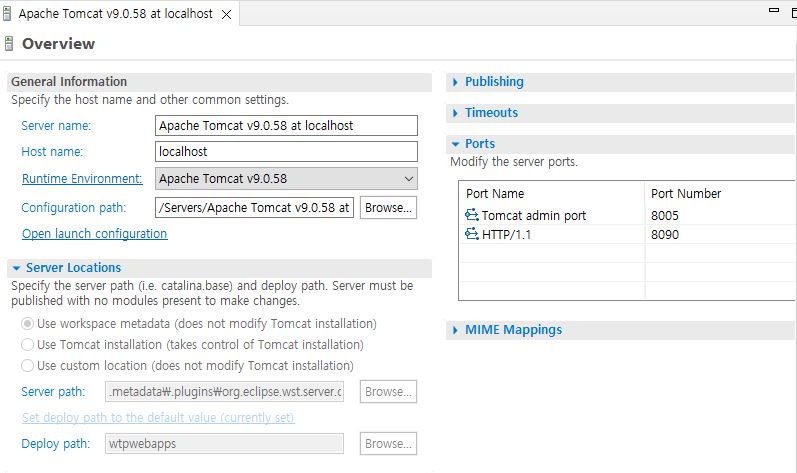 Apache Tomcat v9.0.58 at localhost
Overview
General Information
Specify the host name and other common settings.
Server name:
Apache Tomcat v9.0.58 at localhost
Host name:
localhost
Runtime Environment:
Apache Tomcat v9.0.58
Configuration path:
/Servers/Apache Tomcat v9.0.58 at
Browse...
Open launch configuration
Server Locations
Specify the server path (i.e. catalina.base) and deploy path. Server must be
published with no modules present to make changes.
Use workspace metadata (does not modify Tomcat installation)
Use Tomcat installation (takes control of Tomcat installation)
Use custom location (does not modify Tomcat installation)
Server path:
.metadata₩.plugins₩org.eclipse.wst.server.c
Browse...
Set deploy path to the default value (currently set)
Deploy path:
wtpwebapps
Browse...
Publishing
Timeouts
Ports
Modify the server ports.
Port Name
Port Number
Tomcat admin port
8005
HTTP/1.1
8090
MIME Mappings